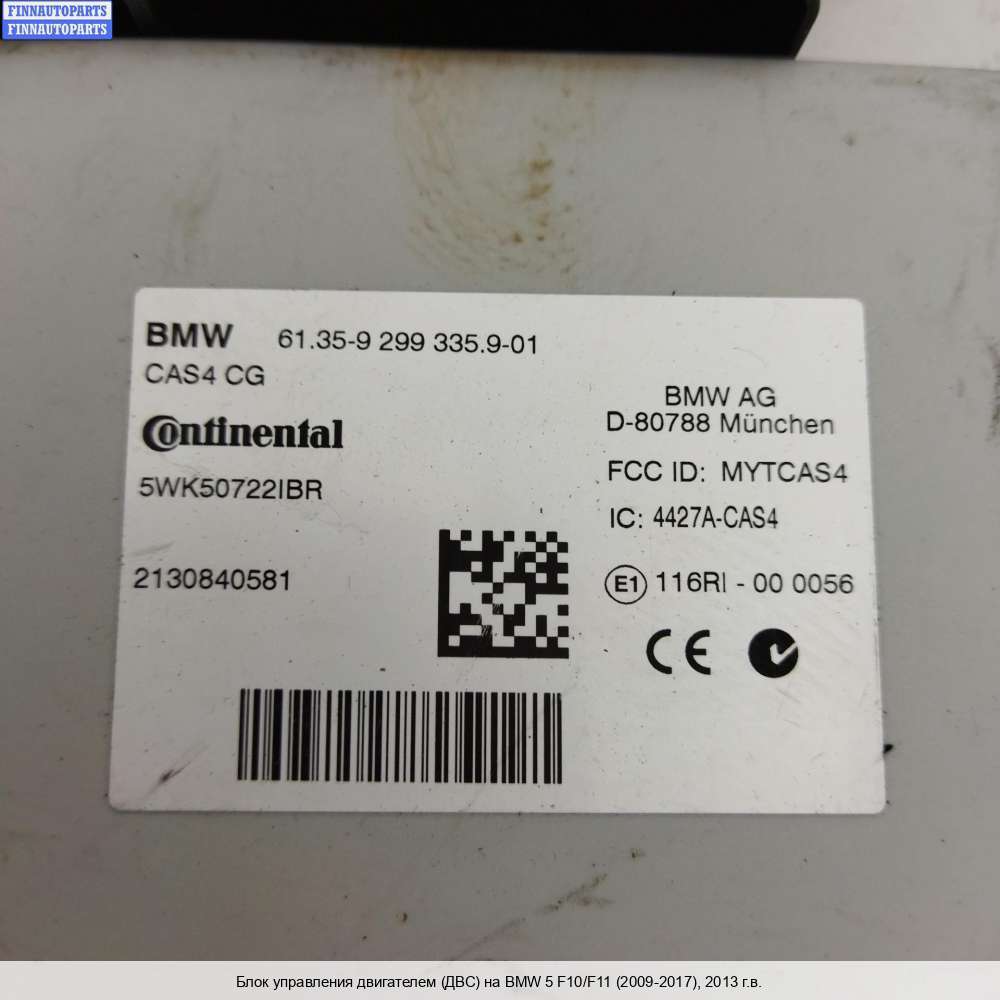 FINNAUTOPARTS
FINNAUTOPARTS
BMW 61.35-9 299 335.9-01
CAS4 CG
Continental
5WK50722IBR
2130840581
BMW AG
D-80788 München
FCC ID: MYTCAS4
IC: 4427A-CAS4
E1 116RI - 00 0056
CE
Блок управления двигателем (ДВС) на BMW 5 F10/F11 (2009-2017), 2013 г.в.